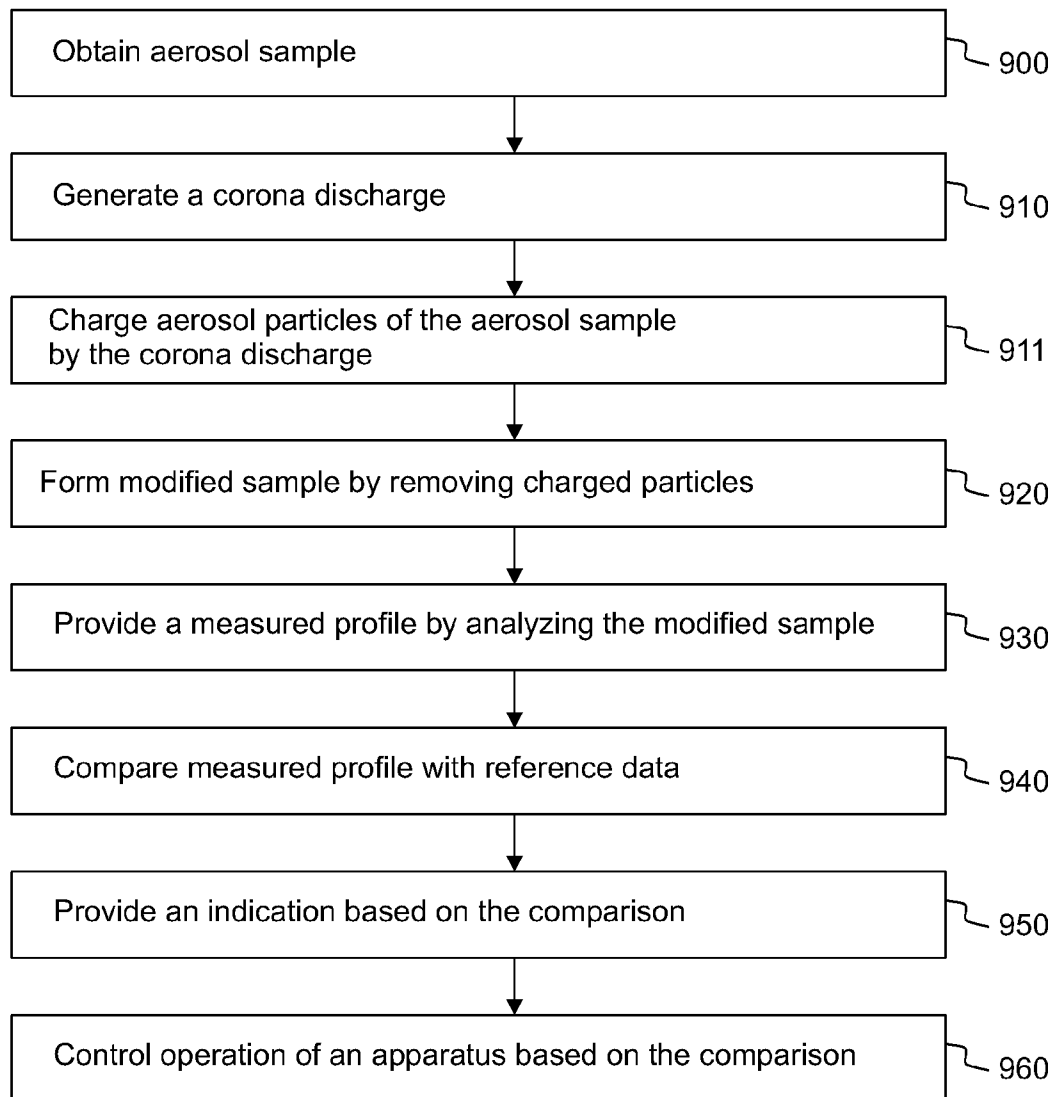 Obtain aerosol sample
900
Generate a corona discharge
910
Charge aerosol particles of the aerosol sample
by the corona discharge
911
Form modified sample by removing charged particles
920
Provide a measured profile by analyzing the modified sample
930
Compare measured profile with reference data
940
Provide an indication based on the comparison
950
Control operation of an apparatus based on the comparison
960